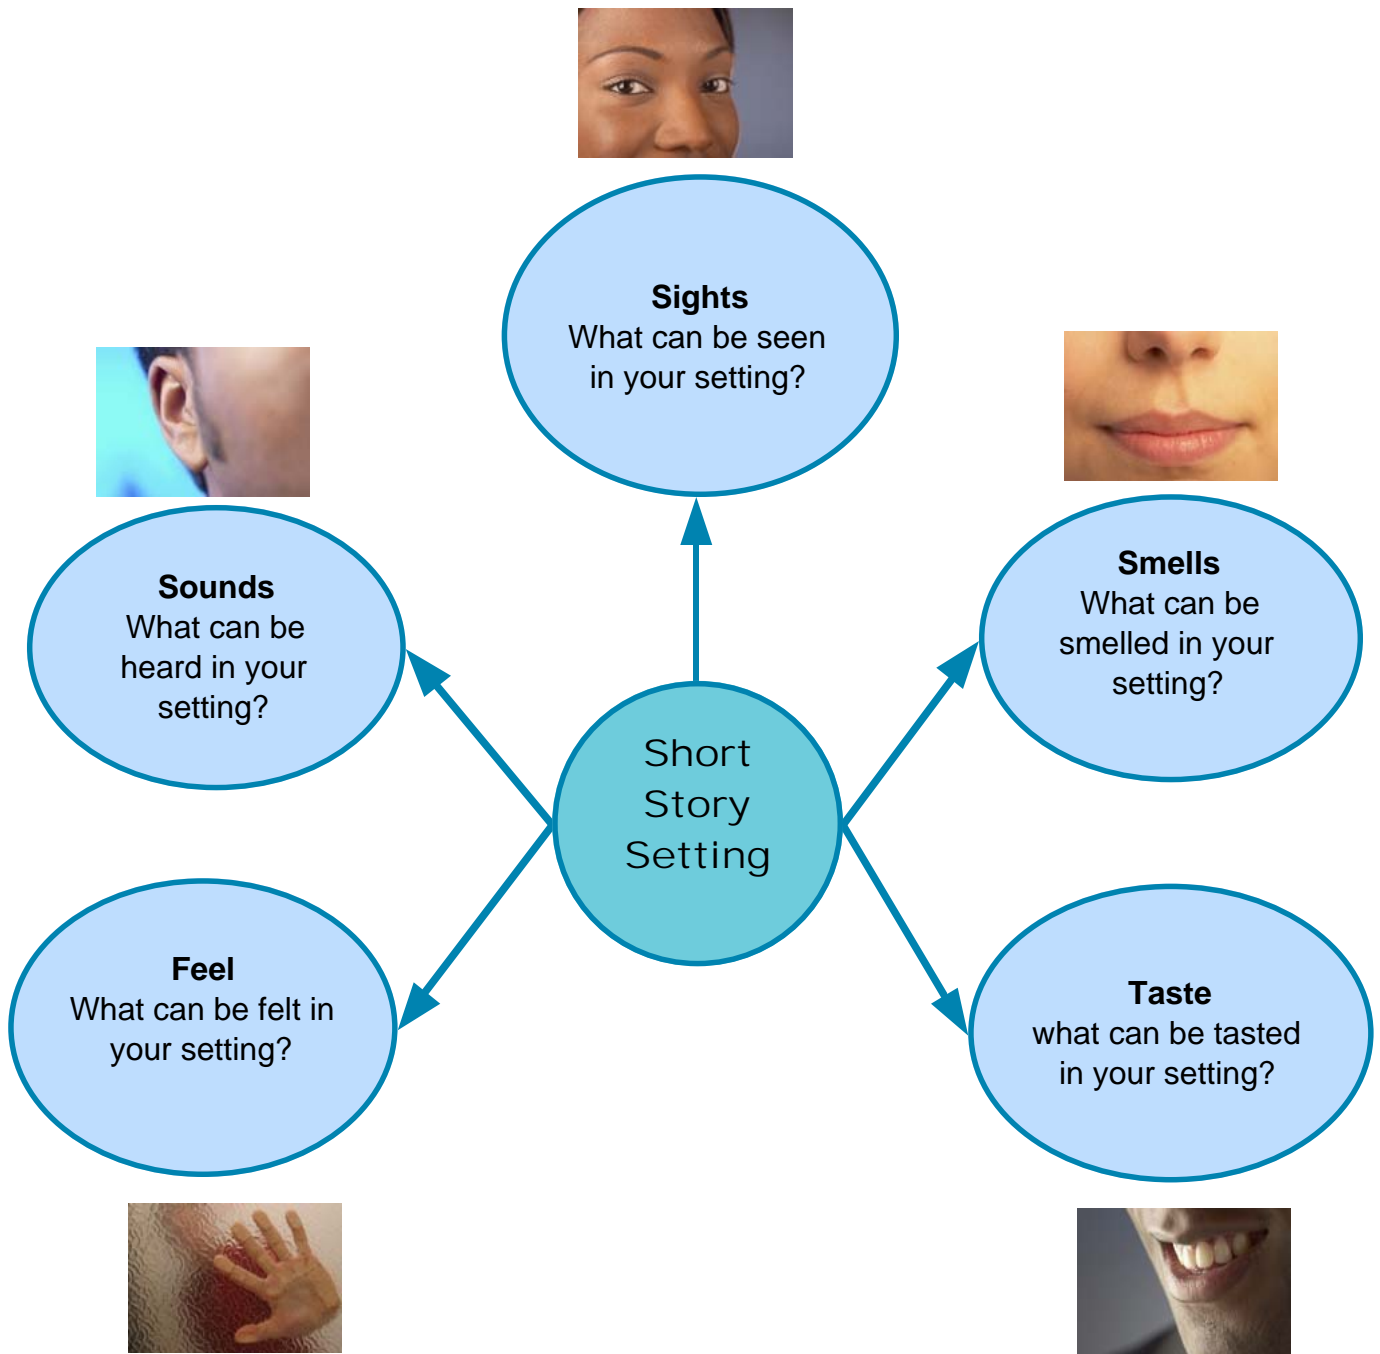 Sights
What can be seen
in your setting?
Sounds
What can be
heard in your
setting?
Smells
What can be
smelled in your
setting?
Short
Story
Setting
Feel
What can be felt in
your setting?
Taste
what can be tasted
in your setting?